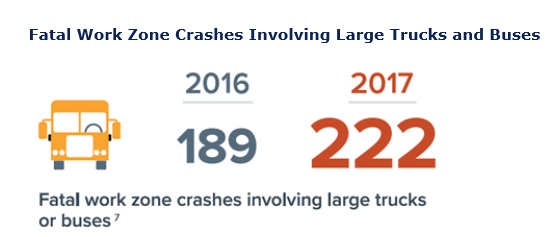 Fatal Work Zone Crashes Involving Large Trucks and Buses
2016 2017
189 222
Fatal work zone crashes involving large trucks
or buses 7